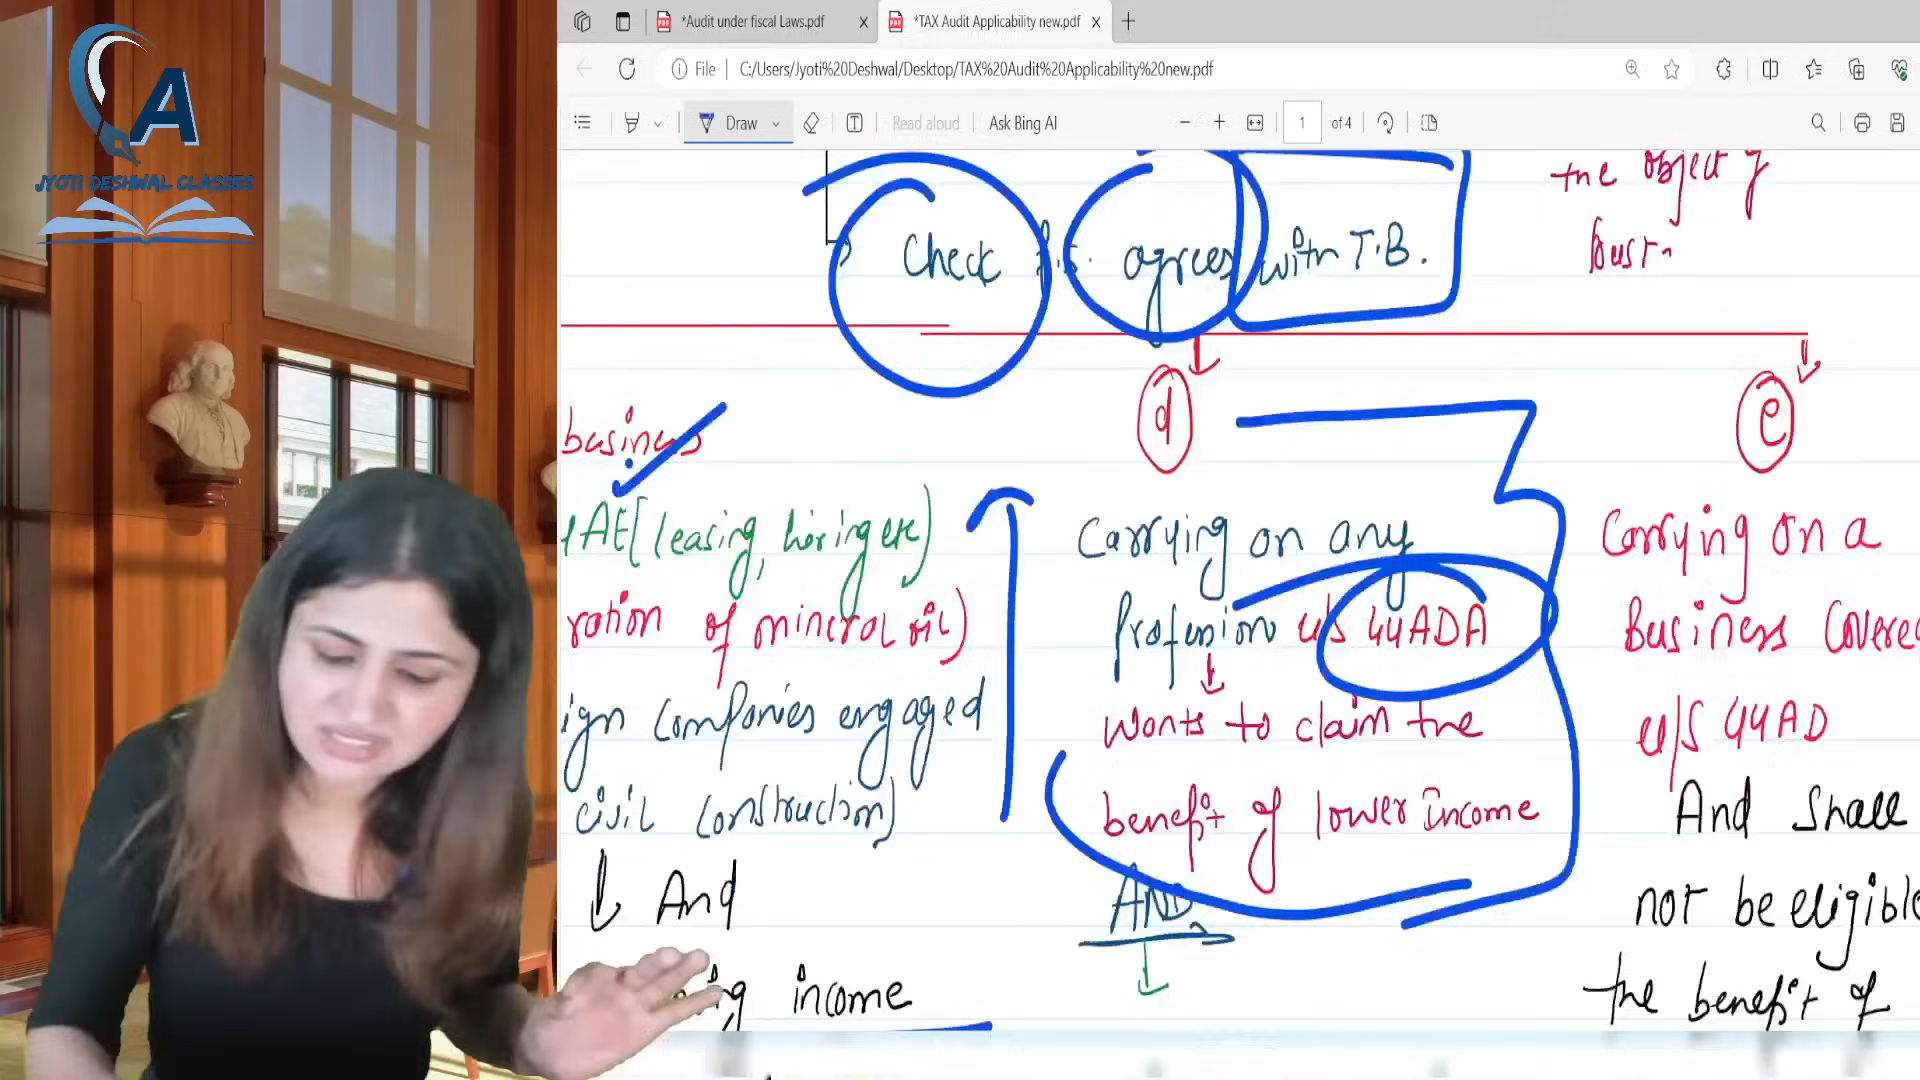 *Audit under fiscal Laws.pdf
*TAX Audit Applicability new.pdf
File
C:/Users/Jyoti%20Deshwal/Desktop/TAX%20Audit%20Applicability%20new.pdf
Draw
Read aloud
Ask Bing AI
1 of 4
A
JYOTI DESHWAL CLASSES
the object of
bus
Check
agrees with T.B.
d
e
business
AE (leasing, hiring etc)
ration of mineral oil)
ign companies engaged
civil construction)
And
income
Carrying on any
Profession u/s 44ADA
wants to claim the
benefit of lower Income
AND
Carrying on a
Business Covere
u/s 44AD
And shall
not be eligible
the benefit of